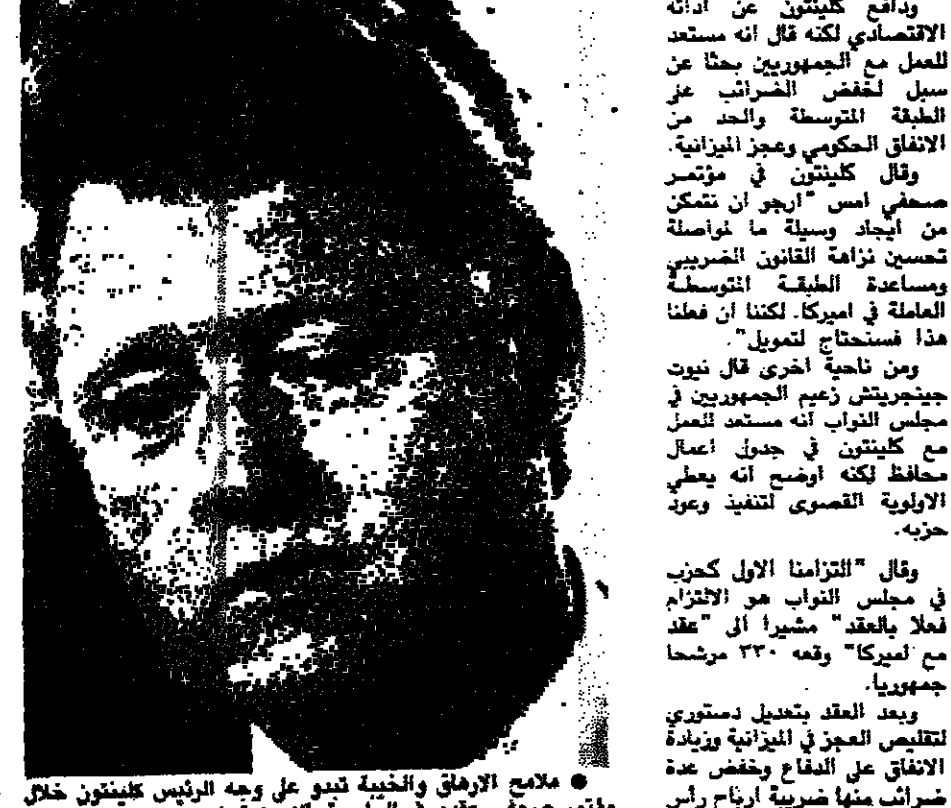 ودافع كلينتون عن ادائه
الاقتصادي لكنه قال انه مستعد
للعمل مع الجمهوريين بحثا عن
سبل لخفض الضرائب على
الطبقة المتوسطة والحد من
الانفاق الحكومي وعجز الميزانية.
وقال كلينتون في مؤتمر
صحفي امس "ارجو ان نتمكن
من ايجاد وسيلة ما لمواصلة
تحسين نزاهة القانون الضريبي
ومساعدة الطبقة المتوسطة
العاملة في اميركا. لكننا ان فعلنا
هذا فسنحتاج لتمويل".
ومن ناحية اخرى قال نيوت
جينجريتش زعيم الجمهوريين في
مجلس النواب انه مستعد للعمل
مع كلينتون في جدول اعمال
محافظ لكنه اوضح انه يعطي
الاولوية القصوى لتنفيذ وعود
حزبه.
وقال "التزامنا الاول كحزب
في مجلس النواب هو الالتزام
فعلا بالعقد" مشيرا الى "عقد
مع اميركا" وقعه ٣٣٠ مرشحا
جمهوريا.
ويعد العقد بتعديل دستوري
لتقليص العجز في الميزانية وزيادة
الانفاق على الدفاع وخفض عدة
ضرائب منها ضريبة ارباح رأس
● ملامح الارهاق والخيبة تبدو على وجه الرئيس كلينتون خلال